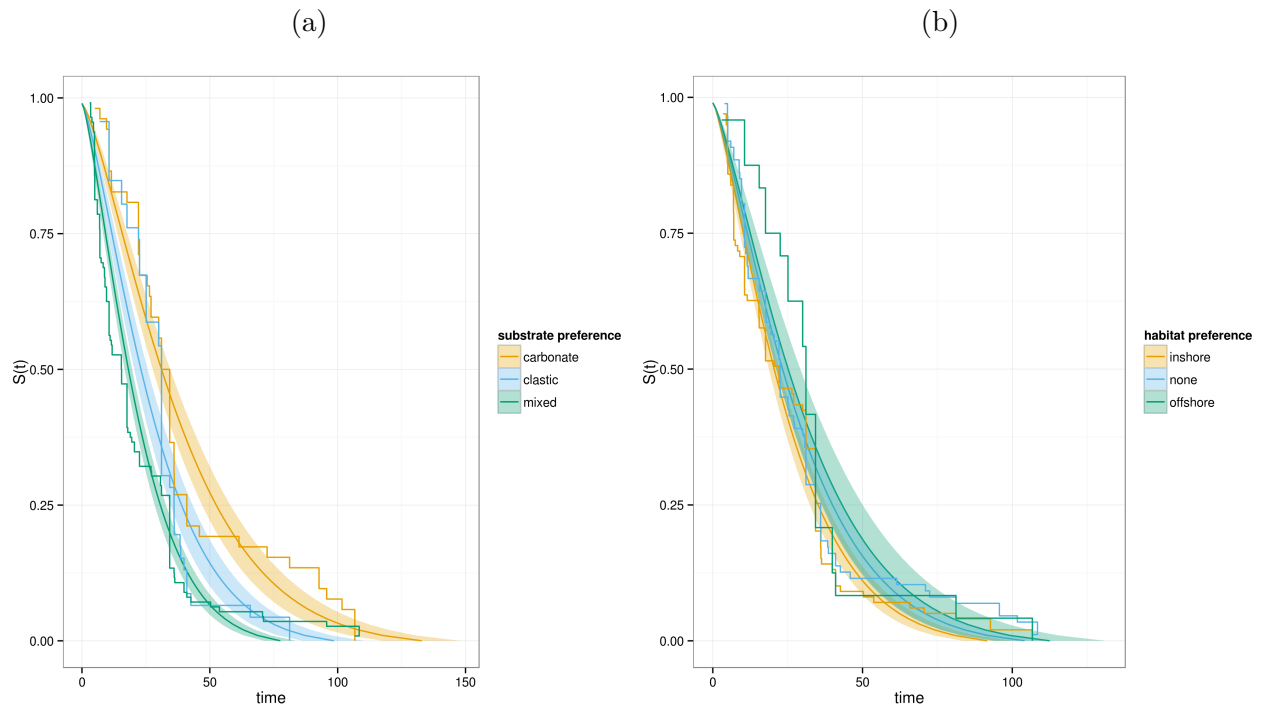 (a)
(b)
1.00
0.75
0.50
0.25
0.00
S(t)
0
50
100
150
time
substrate preference
carbonate
clastic
mixed
1.00
0.75
0.50
0.25
0.00
S(t)
0
50
100
time
habitat preference
inshore
none
offshore